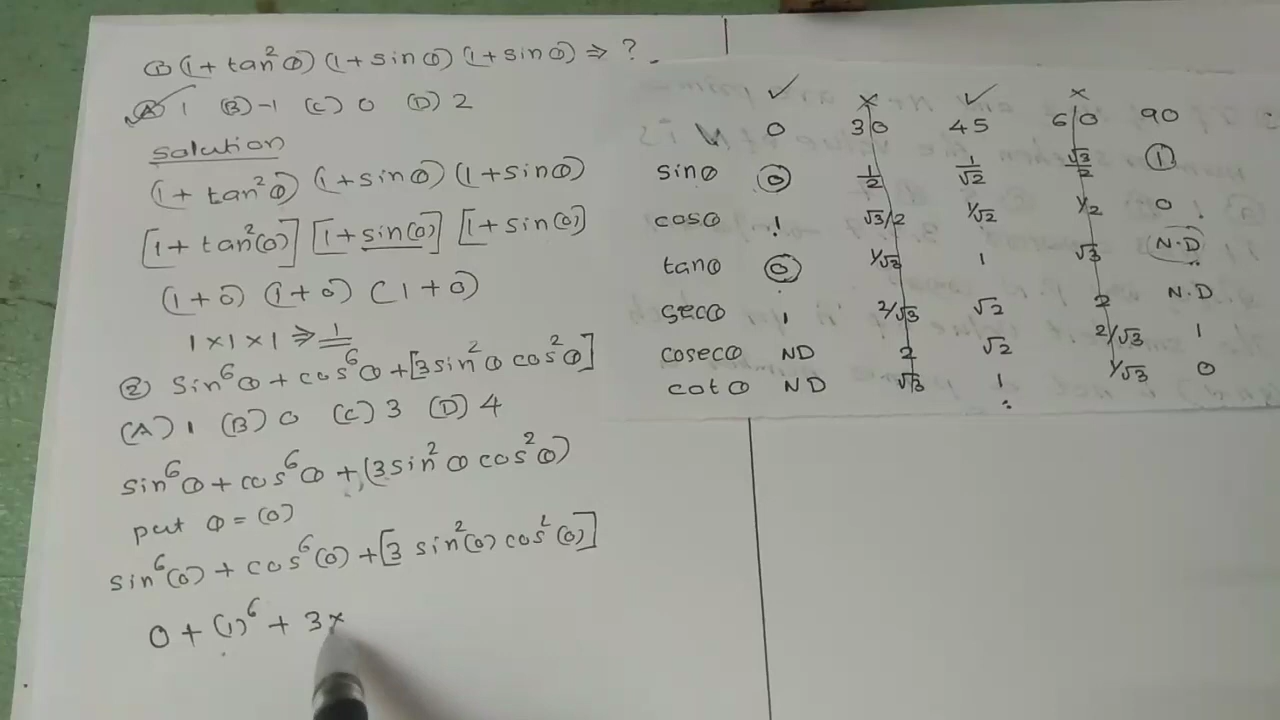 ① (1 + tan²θ) (1 + sinθ) (1 + sinθ) ⇒ ?
(A) 1 (B) -1 (C) 0 (D) 2
solution
(1 + tan²θ) (1 + sinθ) (1 + sinθ)
[1 + tan²(0)] [1 + sin(0)] [1 + sin(0)]
(1+0) (1+0) (1+0)
1 × 1 × 1 ⇒ 1
② sin⁶θ + cos⁶θ + [3sin²θ cos²θ]
(A) 1 (B) 0 (C) 3 (D) 4
sin⁶θ + cos⁶θ + (3sin²θ cos²θ)
put θ = (0)
sin⁶(0) + cos⁶(0) + [3 sin²(0) cos²(0)]
0 + (1)⁶ + 3×
✓ × ✓ ×
0 30 45 60 90
sinθ 0 1/2 1/√2 √3/2 1
cosθ 1 √3/2 1/√2 1/2 0
tanθ 0 1/√3 1 √3 N.D
secθ 1 2/√3 √2 2 N.D
cosecθ ND 2 √2 2/√3 1
cotθ ND √3 1 1/√3 0